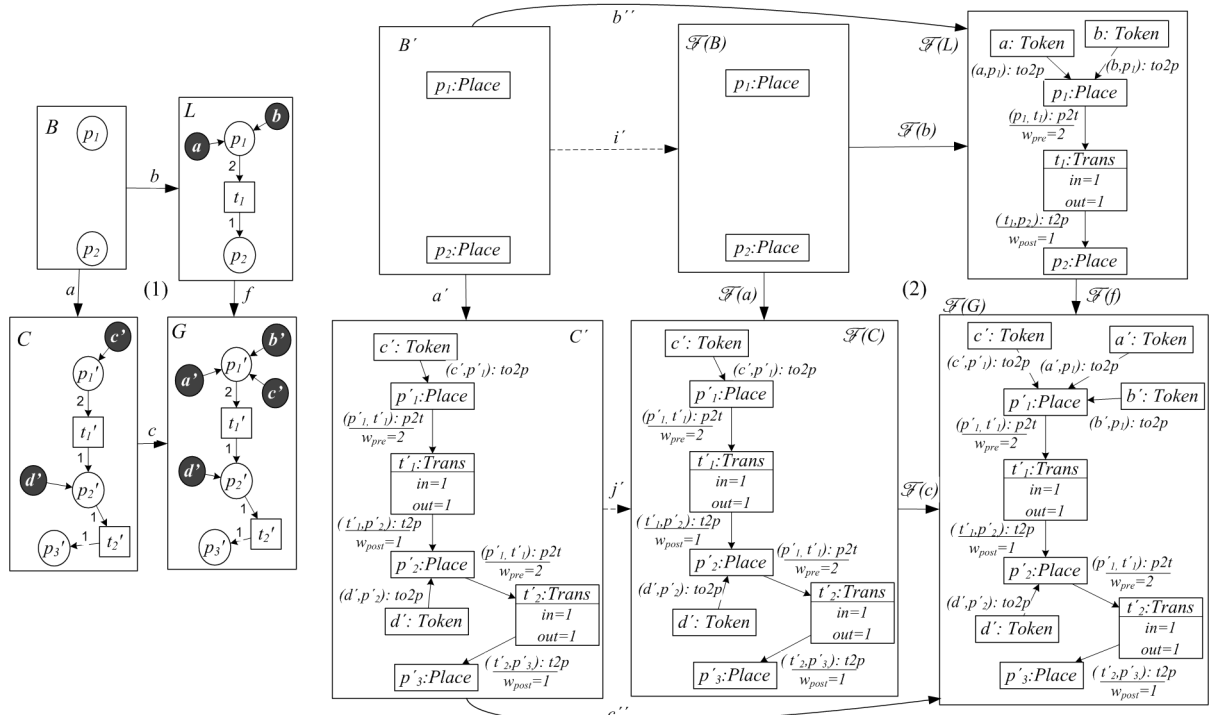 B
p1
p2
b
L
a
b
p1
2
t1
1
p2
a
(1)
f
C
c'
p1'
2
t1'
1
d'
p2'
1
t2'
1
p3'
c
G
b'
a'
p1'
c'
2
t1'
1
d'
p2'
1
t2'
1
p3'
b´´
B´
p1:Place
p2:Place
i´
ℱ(B)
p1:Place
p2:Place
ℱ(b)
ℱ(L)
a: Token
b: Token
(a,p1): to2p
(b,p1): to2p
p1:Place
(p1, t1): p2t
wpre=2
t1:Trans
in=1
out=1
(t1,p2): t2p
wpost=1
p2:Place
a´
ℱ(a)
(2)
ℱ(f)
C´
c´: Token
(c´,p´1): to2p
p´1:Place
(p´1, t´1): p2t
wpre=2
t´1:Trans
in=1
out=1
(t´1,p´2): t2p
wpost=1
p´2:Place
(p´1, t´1): p2t
wpre=2
(d´,p´2): to2p
t´2:Trans
in=1
out=1
d´: Token
(t´2,p´3): t2p
wpost=1
p´3:Place
j´
ℱ(C)
c´: Token
(c´,p´1): to2p
p´1:Place
(p´1, t´1): p2t
wpre=2
t´1:Trans
in=1
out=1
(t´1,p´2): t2p
wpost=1
p´2:Place
(p´1, t´1): p2t
wpre=2
(d´,p´2): to2p
t´2:Trans
in=1
out=1
d´: Token
(t´2,p´3): t2p
wpost=1
p´3:Place
ℱ(c)
ℱ(G)
c´: Token
a´: Token
(c´,p´1): to2p
(a´,p1): to2p
p´1:Place
b´: Token
(b´,p1): to2p
(p´1, t´1): p2t
wpre=2
t´1:Trans
in=1
out=1
(t´1,p´2): t2p
wpost=1
p´2:Place
(p´1, t´1): p2t
wpre=2
(d´,p´2): to2p
t´2:Trans
in=1
out=1
d´: Token
(t´2,p´3): t2p
wpost=1
p´3:Place